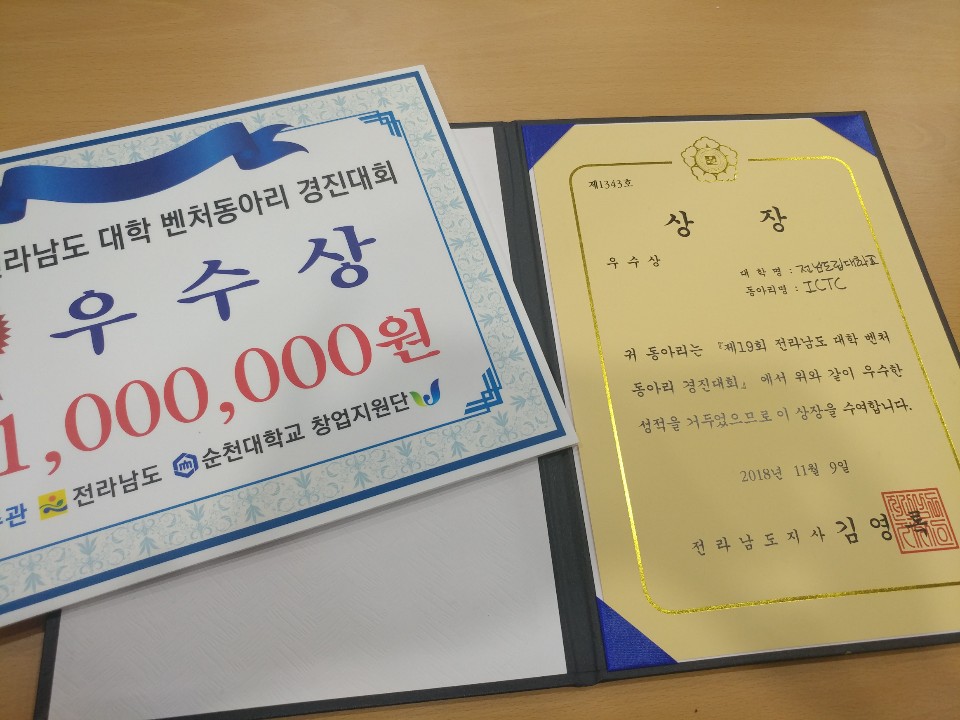 전라남도 대학 벤처동아리 경진대회
우수상
1,000,000원
주관 전라남도 순천대학교 창업지원단
제1343호
상 장
우수상
대학명 : 전남도립대학교
동아리명 : ICTC
귀 동아리는 『제19회 전라남도 대학 벤처
동아리 경진대회』 에서 위와 같이 우수한
성적을 거두었으므로 이 상장을 수여합니다.
2018년 11월 9일
전라남도지사 김영록